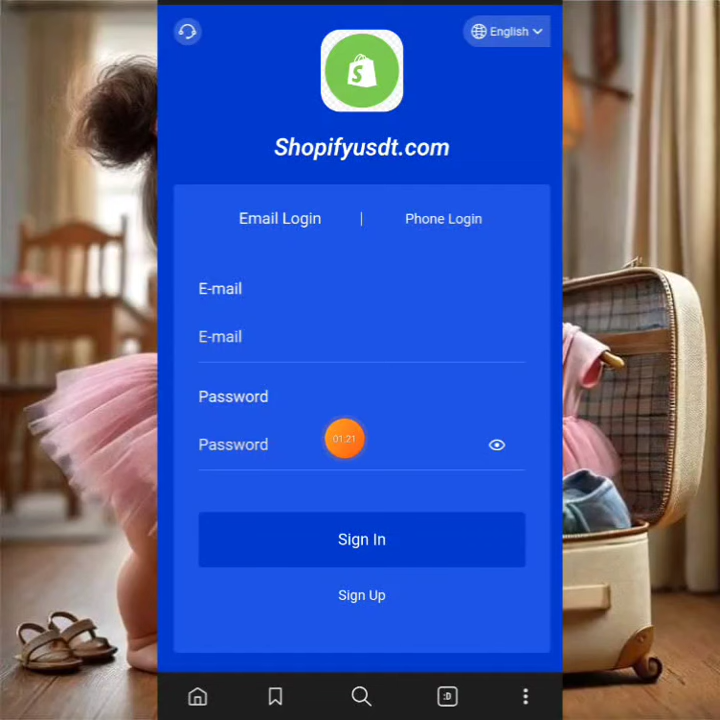 English
Shopifyusdt.com
Email Login | Phone Login
E-mail
E-mail
Password
Password
01:21
Sign In
Sign Up
:D